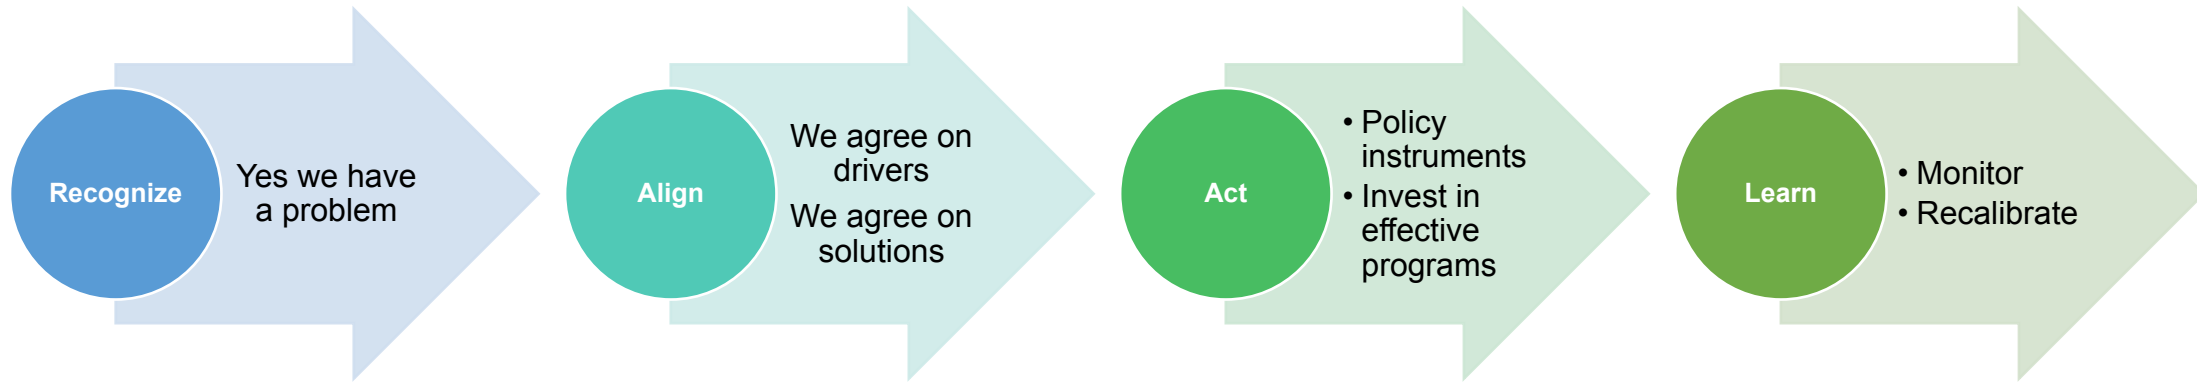 Recognize
Yes we have
a problem
Align
We agree on
drivers
We agree on
solutions
Act
• Policy
instruments
• Invest in
effective
programs
Learn
• Monitor
• Recalibrate